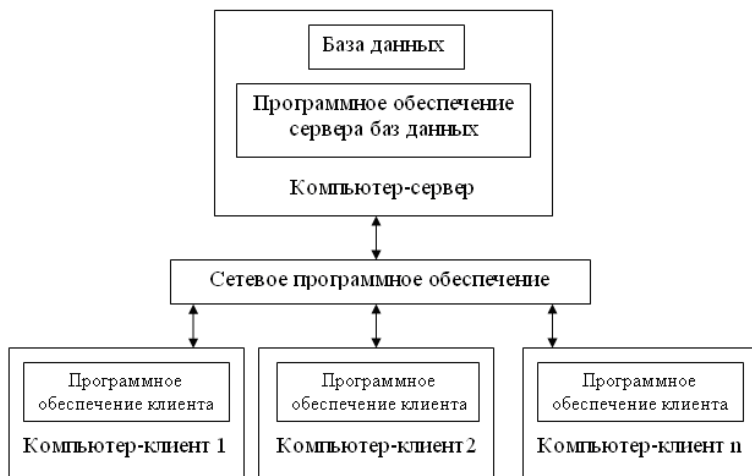 База данных
Программное обеспечение
сервера баз данных
Компьютер-сервер
Сетевое программное обеспечение
Программное
обеспечение клиента
Компьютер-клиент 1
Программное
обеспечение клиента
Компьютер-клиент 2
Программное
обеспечение клиента
Компьютер-клиент n